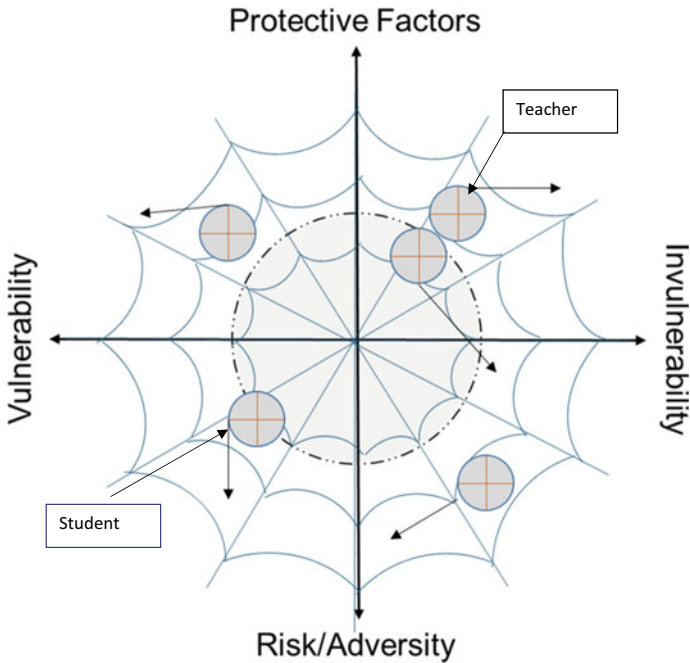 Protective Factors
Teacher
Vulnerability
Invulnerability
Student
Risk/Adversity